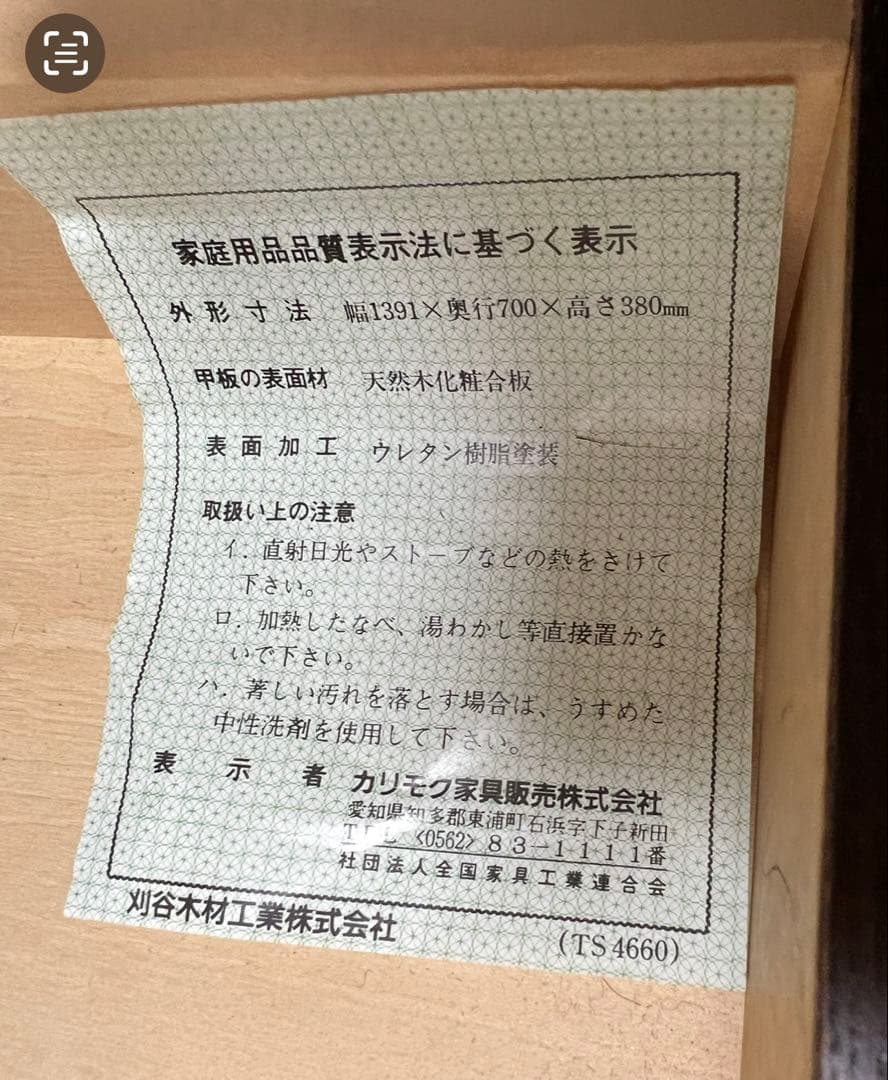 家庭用品品質表示法に基づく表示
外形寸法 幅1391×奥行700×高さ380mm
甲板の表面材 天然木化粧合板
表面加工 ウレタン樹脂塗装
取扱い上の注意
イ．直射日光やストーブなどの熱をさけて
下さい。
ロ．加熱したなべ、湯わかし等直接置かな
いで下さい。
ハ．著しい汚れを落とす場合は、うすめた
中性洗剤を使用して下さい。
表示者 カリモク家具販売株式会社
愛知県知多郡東浦町石浜字下子新田
TEL <0562> 83-1111番
社団法人全国家具工業連合会
刈谷木材工業株式会社
(TS4660)